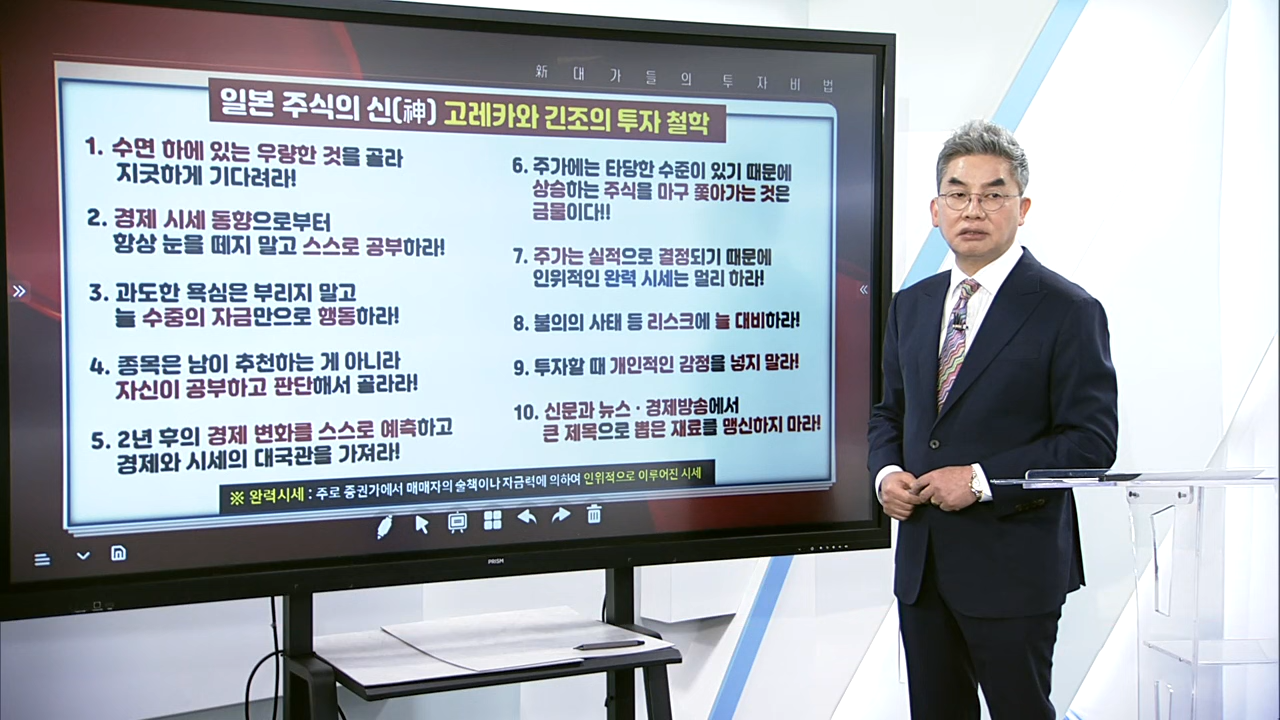 新 대 가 들 의 투 자 비 법
일본 주식의 신(神) 고레카와 긴조의 투자 철학
1. 수면 하에 있는 우량한 것을 골라
지긋하게 기다려라!
2. 경제 시세 동향으로부터
항상 눈을 떼지 말고 스스로 공부하라!
3. 과도한 욕심은 부리지 말고
늘 수중의 자금만으로 행동하라!
4. 종목은 남이 추천하는 게 아니라
자신이 공부하고 판단해서 골라라!
5. 2년 후의 경제 변화를 스스로 예측하고
경제와 시세의 대국관을 가져라!
6. 주가에는 타당한 수준이 있기 때문에
상승하는 주식을 마구 쫓아가는 것은
금물이다!!
7. 주가는 실적으로 결정되기 때문에
인위적인 완력 시세는 멀리 하라!
8. 불의의 사태 등 리스크에 늘 대비하라!
9. 투자할 때 개인적인 감정을 넣지 말라!
10. 신문과 뉴스 · 경제방송에서
큰 제목으로 뽑은 재료를 맹신하지 마라!
※ 완력시세 : 주로 증권가에서 매매자의 술책이나 자금력에 의하여 인위적으로 이루어진 시세
PRISM